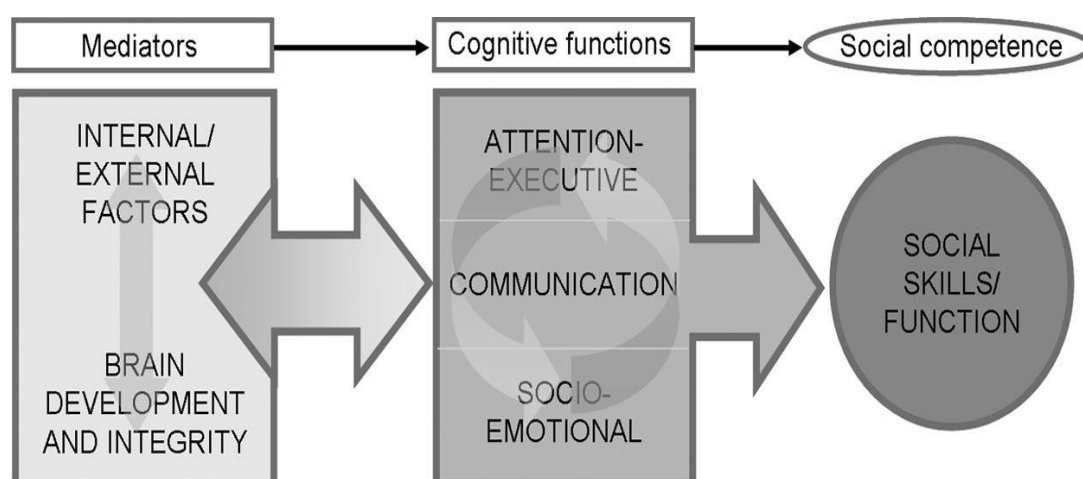 Mediators
Cognitive functions
Social competence
INTERNAL/
EXTERNAL
FACTORS
BRAIN
DEVELOPMENT
AND INTEGRITY
ATTENTION-
EXECUTIVE
COMMUNICATION
SOCIO-
EMOTIONAL
SOCIAL
SKILLS/
FUNCTION